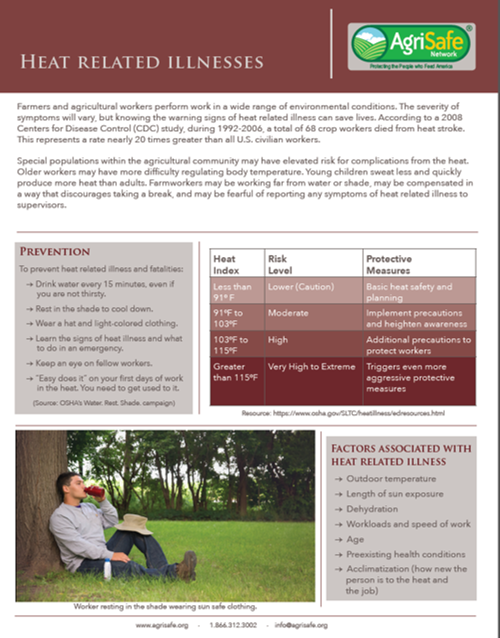 HEAT RELATED ILLNESSES
AgriSafe®
Network
Protecting the People who Feed America
Farmers and agricultural workers perform work in a wide range of environmental conditions. The severity of
symptoms will vary, but knowing the warning signs of heat related illness can save lives. According to a 2008
Centers for Disease Control (CDC) study, during 1992-2006, a total of 68 crop workers died from heat stroke.
This represents a rate nearly 20 times greater than all U.S. civilian workers.
Special populations within the agricultural community may have elevated risk for complications from the heat.
Older workers may have more difficulty regulating body temperature. Young children sweat less and quickly
produce more heat than adults. Farmworkers may be working far from water or shade, may be compensated in
a way that discourages taking a break, and may be fearful of reporting any symptoms of heat related illness to
supervisors.
PREVENTION
To prevent heat related illness and fatalities:
→ Drink water every 15 minutes, even if
you are not thirsty.
→ Rest in the shade to cool down.
→ Wear a hat and light-colored clothing.
→ Learn the signs of heat illness and what
to do in an emergency.
→ Keep an eye on fellow workers.
→ "Easy does it" on your first days of work
in the heat. You need to get used to it.
(Source: OSHA's Water. Rest. Shade. campaign)
Heat Index Risk Level Protective Measures
Less than 91º F Lower (Caution) Basic heat safety and planning
91ºF to 103ºF Moderate Implement precautions and heighten awareness
103ºF to 115ºF High Additional precautions to protect workers
Greater than 115ºF Very High to Extreme Triggers even more aggressive protective measures
Resource: https://www.osha.gov/SLTC/heatillness/edresources.html
Worker resting in the shade wearing sun safe clothing.
FACTORS ASSOCIATED WITH
HEAT RELATED ILLNESS
→ Outdoor temperature
→ Length of sun exposure
→ Dehydration
→ Workloads and speed of work
→ Age
→ Preexisting health conditions
→ Acclimatization (how new the
person is to the heat and
the job)
www.agrisafe.org - 1.866.312.3002 - info@agrisafe.org